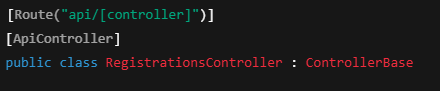 [Route("api/[controller]")]
[ApiController]
public class RegistrationsController : ControllerBase